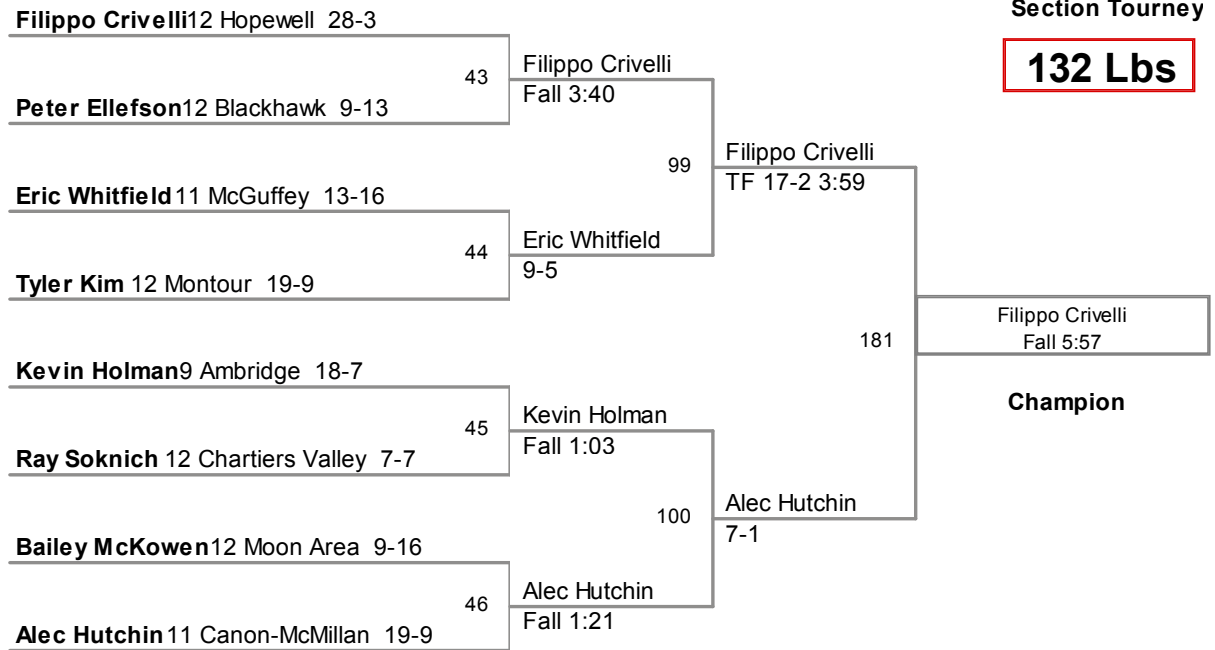 Section Tourney
132 Lbs
Filippo Crivelli 12 Hopewell 28-3
43
Filippo Crivelli
Fall 3:40
Peter Ellefson 12 Blackhawk 9-13
99
Filippo Crivelli
TF 17-2 3:59
Eric Whitfield 11 McGuffey 13-16
44
Eric Whitfield
9-5
Tyler Kim 12 Montour 19-9
181
Filippo Crivelli
Fall 5:57
Champion
Kevin Holman 9 Ambridge 18-7
45
Kevin Holman
Fall 1:03
Ray Soknich 12 Chartiers Valley 7-7
100
Alec Hutchin
7-1
Bailey McKowen 12 Moon Area 9-16
46
Alec Hutchin
Fall 1:21
Alec Hutchin 11 Canon-McMillan 19-9